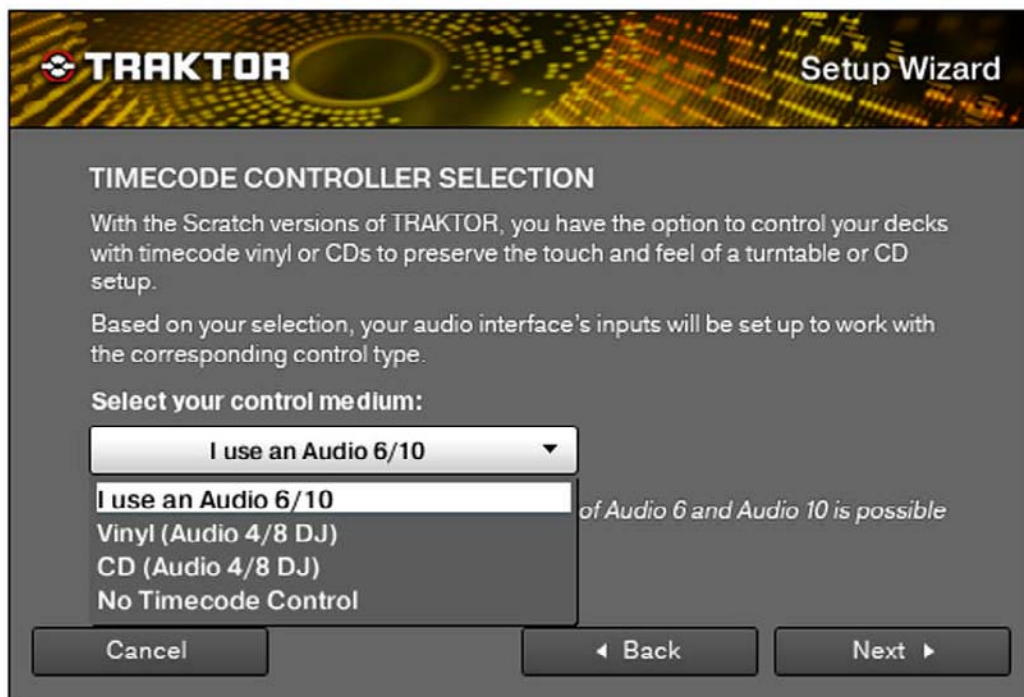 TRAKTOR
Setup Wizard
TIMECODE CONTROLLER SELECTION
With the Scratch versions of TRAKTOR, you have the option to control your decks
with timecode vinyl or CDs to preserve the touch and feel of a turntable or CD
setup.
Based on your selection, your audio interface's inputs will be set up to work with
the corresponding control type.
Select your control medium:
I use an Audio 6/10
I use an Audio 6/10
of Audio 6 and Audio 10 is possible
Vinyl (Audio 4/8 DJ)
CD (Audio 4/8 DJ)
No Timecode Control
Cancel
Back
Next